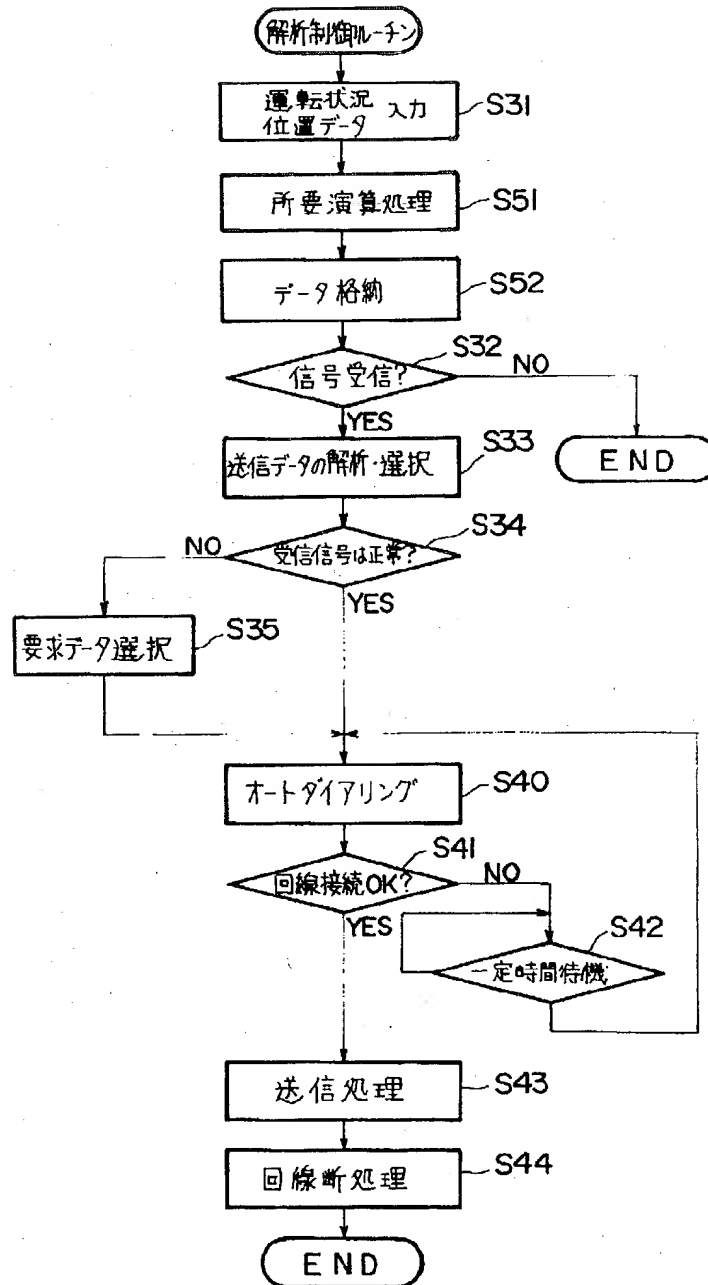 解析制御ルーチン
運転状況
位置データ 入力
S31
所要演算処理
S51
データ格納
S52
S32
信号受信?
NO
YES
END
送信データの解析・選択
S33
S34
NO
受信信号は正常?
YES
要求データ選択
S35
オートダイアリング
S40
S41
回線接続OK?
NO
YES
S42
一定時間待機
送信処理
S43
回線断処理
S44
END